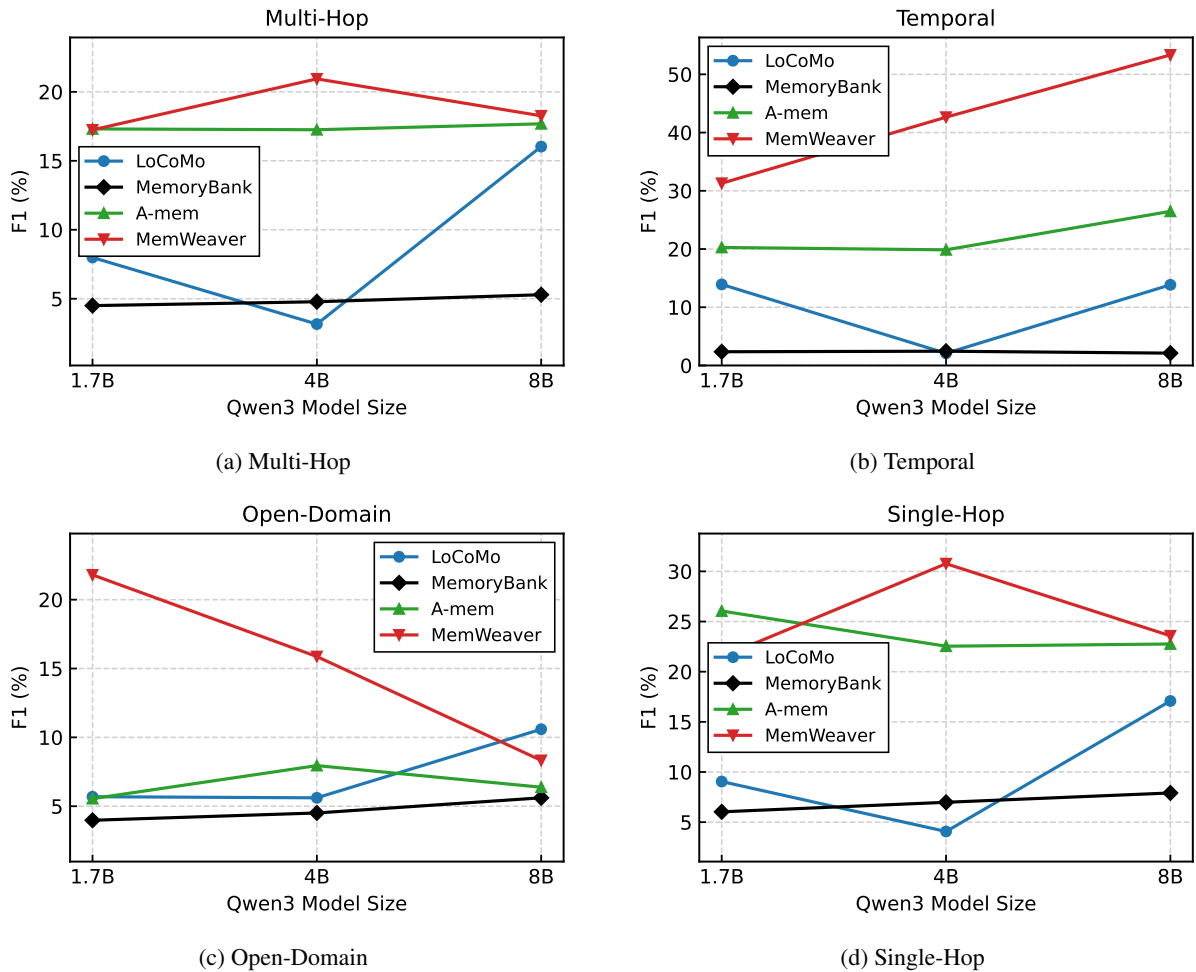 Multi-Hop
F1 (%)
20
15
10
5
LoCoMo
MemoryBank
A-mem
MemWeaver
1.7B 4B 8B
Qwen3 Model Size
(a) Multi-Hop
Temporal
F1 (%)
50
40
30
20
10
0
LoCoMo
MemoryBank
A-mem
MemWeaver
1.7B 4B 8B
Qwen3 Model Size
(b) Temporal
Open-Domain
F1 (%)
20
15
10
5
LoCoMo
MemoryBank
A-mem
MemWeaver
1.7B 4B 8B
Qwen3 Model Size
(c) Open-Domain
Single-Hop
F1 (%)
30
25
20
15
10
5
LoCoMo
MemoryBank
A-mem
MemWeaver
1.7B 4B 8B
Qwen3 Model Size
(d) Single-Hop